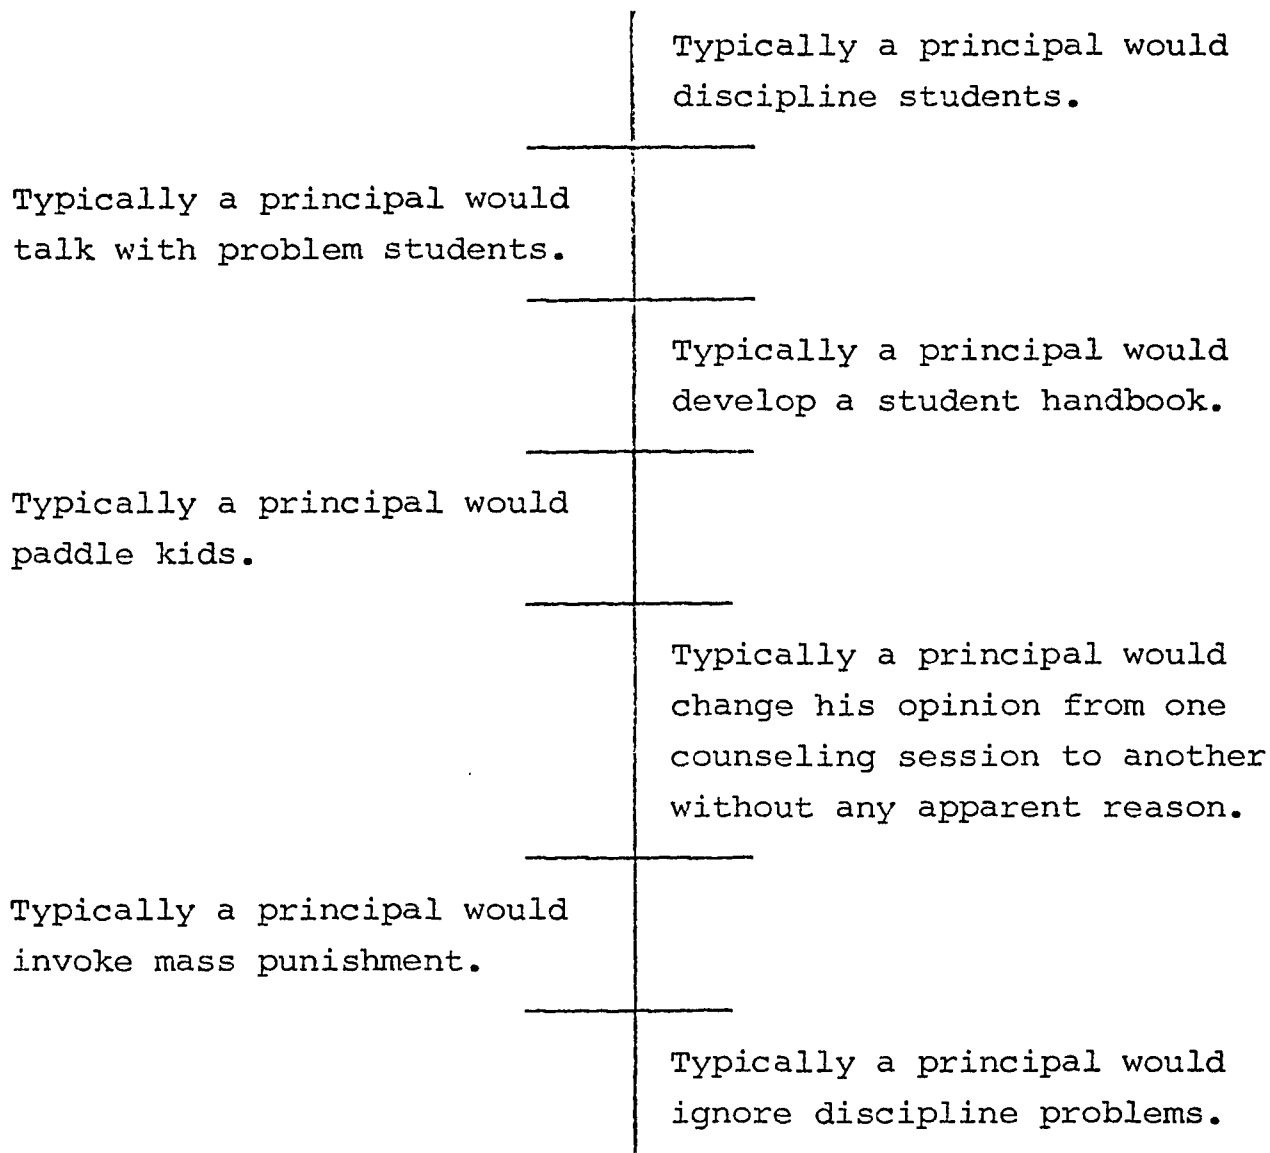 Typically a principal would
discipline students.
Typically a principal would
talk with problem students.
Typically a principal would
develop a student handbook.
Typically a principal would
paddle kids.
Typically a principal would
change his opinion from one
counseling session to another
without any apparent reason.
Typically a principal would
invoke mass punishment.
Typically a principal would
ignore discipline problems.